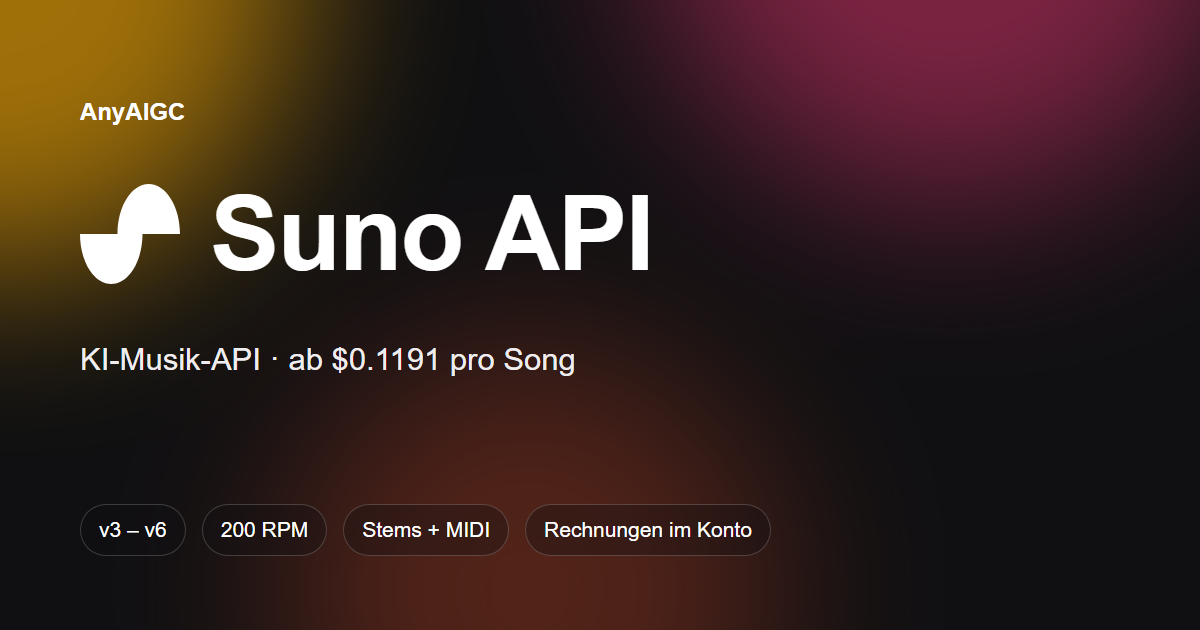 AnyAIGC
Suno API
KI-Musik-API · ab $0.1191 pro Song
v3 – v6
200 RPM
Stems + MIDI
Rechnungen im Konto